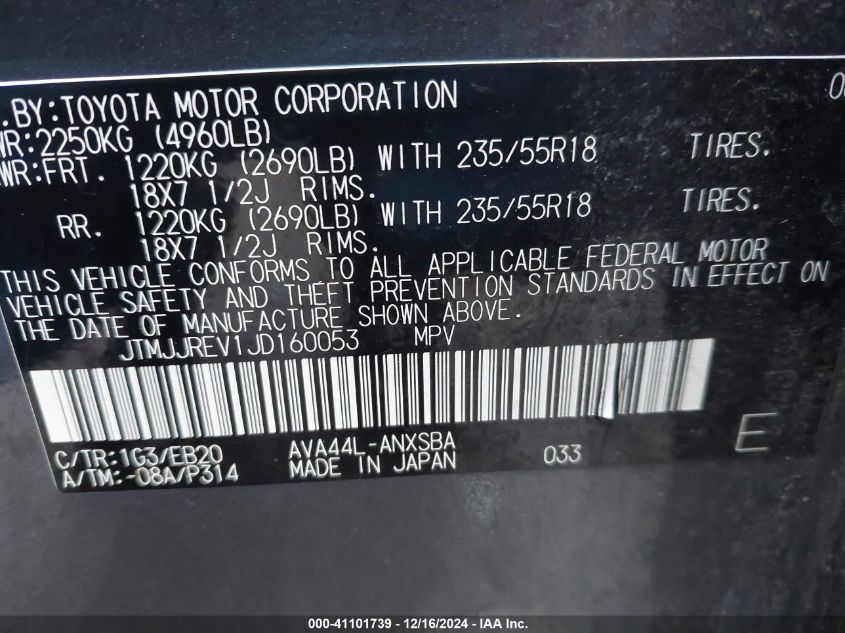 .BY:TOYOTA MOTOR CORPORATION
WR:2250KG (4960LB)
WR:FRT. 1220KG (2690LB) WITH 235/55R18 TIRES.
18X7 1/2J RIMS.
RR. 1220KG (2690LB) WITH 235/55R18 TIRES.
18X7 1/2J RIMS.
THIS VEHICLE CONFORMS TO ALL APPLICABLE FEDERAL MOTOR
VEHICLE SAFETY AND THEFT PREVENTION STANDARDS IN EFFECT ON
THE DATE OF MANUFACTURE SHOWN ABOVE.
JTMJJREV1JD160053 MPV
C/TR:1G3/EB20 AVA44L-ANXSBA 033 E
A/TM:-08A/P314 MADE IN JAPAN
000-41101739 - 12/16/2024 - IAA Inc.